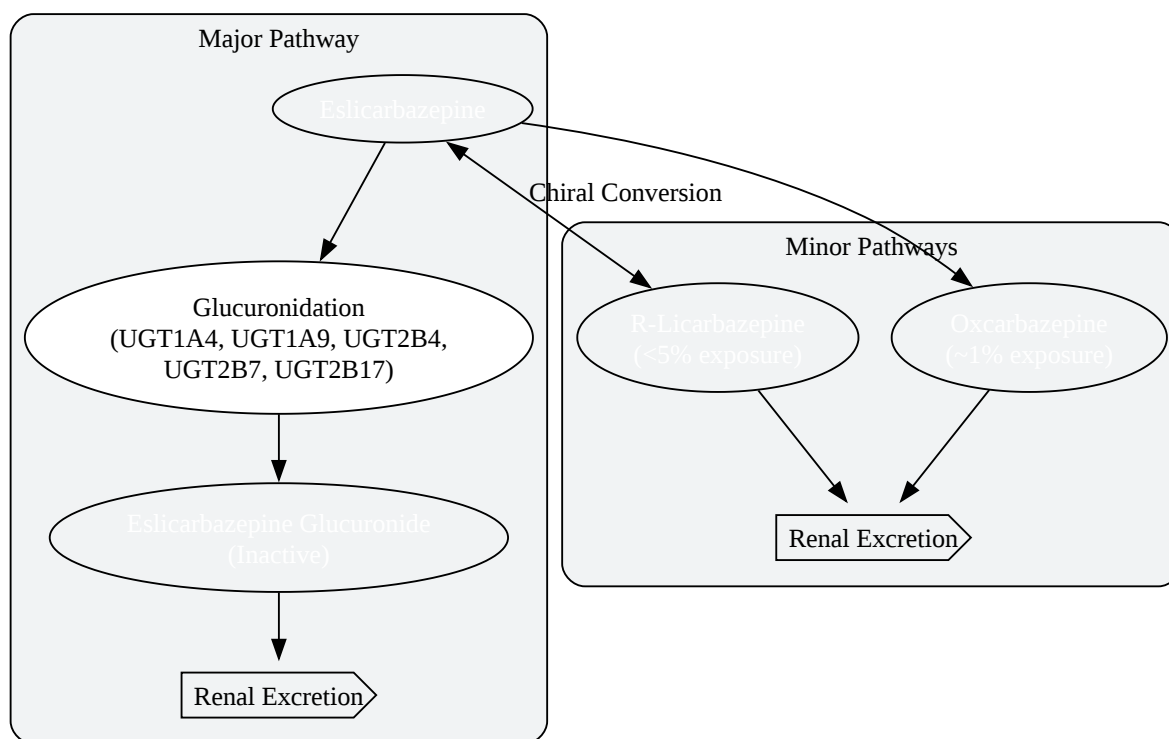 Major Pathway
Eslicarbazepine
Chiral Conversion
Minor Pathways
Glucuronidation
(UGT1A4, UGT1A9, UGT2B4,
UGT2B7, UGT2B17)
R-Licarbazepine
(<5% exposure)
Oxcarbazepine
(~1% exposure)
Eslicarbazepine Glucuronide
(Inactive)
Renal Excretion
Renal Excretion